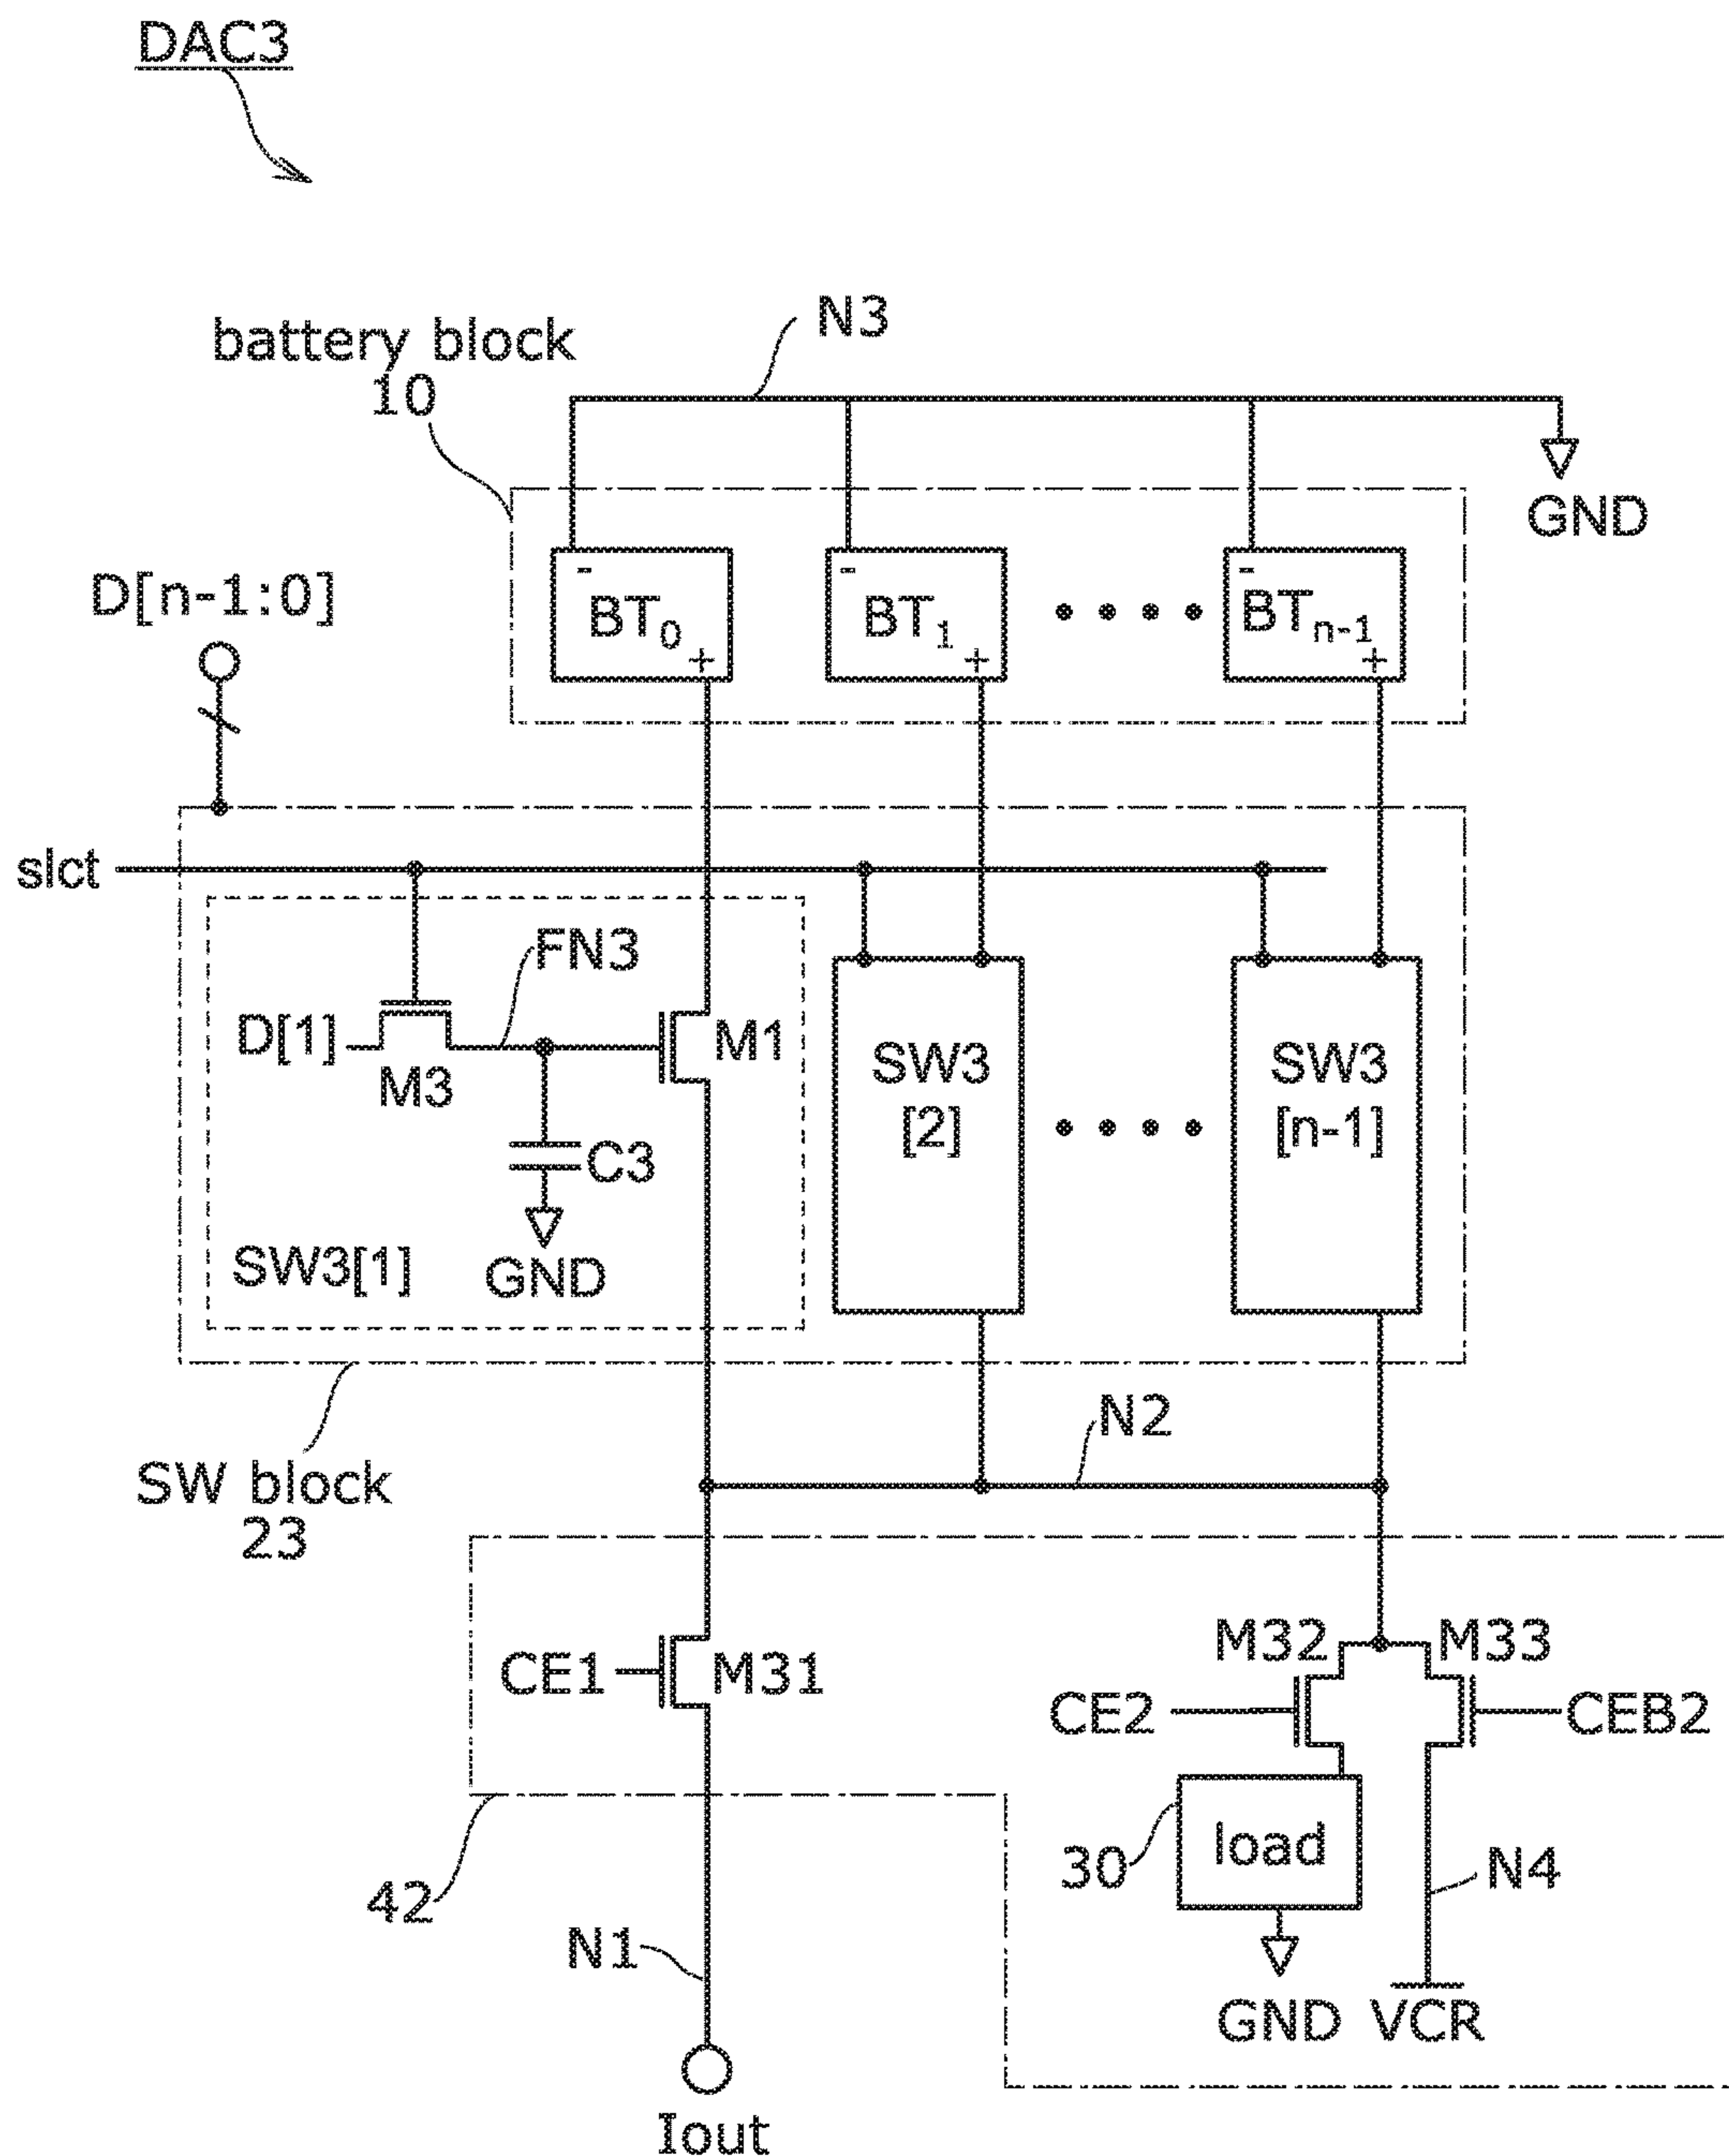 DAC3
N3
battery block
10
GND
D[n-1:0]
- BT0 +
- BT1 +
- BTn-1 +
slct
FN3
D[1]
M3
M1
C3
GND
SW3[1]
SW3
[2]
SW3
[n-1]
N2
SW block
23
CE1
M31
M32
M33
CE2
CEB2
load
30
N4
42
N1
GND
VCR
Iout